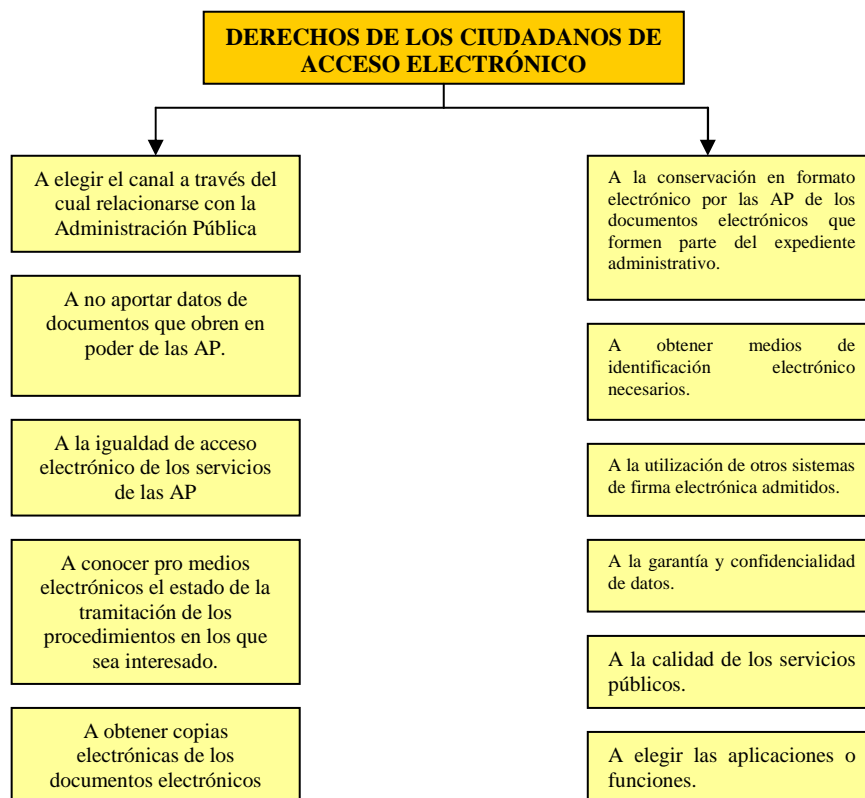 DERECHOS DE LOS CIUDADANOS DE
ACCESO ELECTRÓNICO
A elegir el canal a través del
cual relacionarse con la
Administración Pública
A no aportar datos de
documentos que obren en
poder de las AP.
A la igualdad de acceso
electrónico de los servicios
de las AP
A conocer pro medios
electrónicos el estado de la
tramitación de los
procedimientos en los que
sea interesado.
A obtener copias
electrónicas de los
documentos electrónicos
A la conservación en formato
electrónico por las AP de los
documentos electrónicos que
formen parte del expediente
administrativo.
A obtener medios de
identificación electrónico
necesarios.
A la utilización de otros sistemas
de firma electrónica admitidos.
A la garantía y confidencialidad
de datos.
A la calidad de los servicios
públicos.
A elegir las aplicaciones o
funciones.